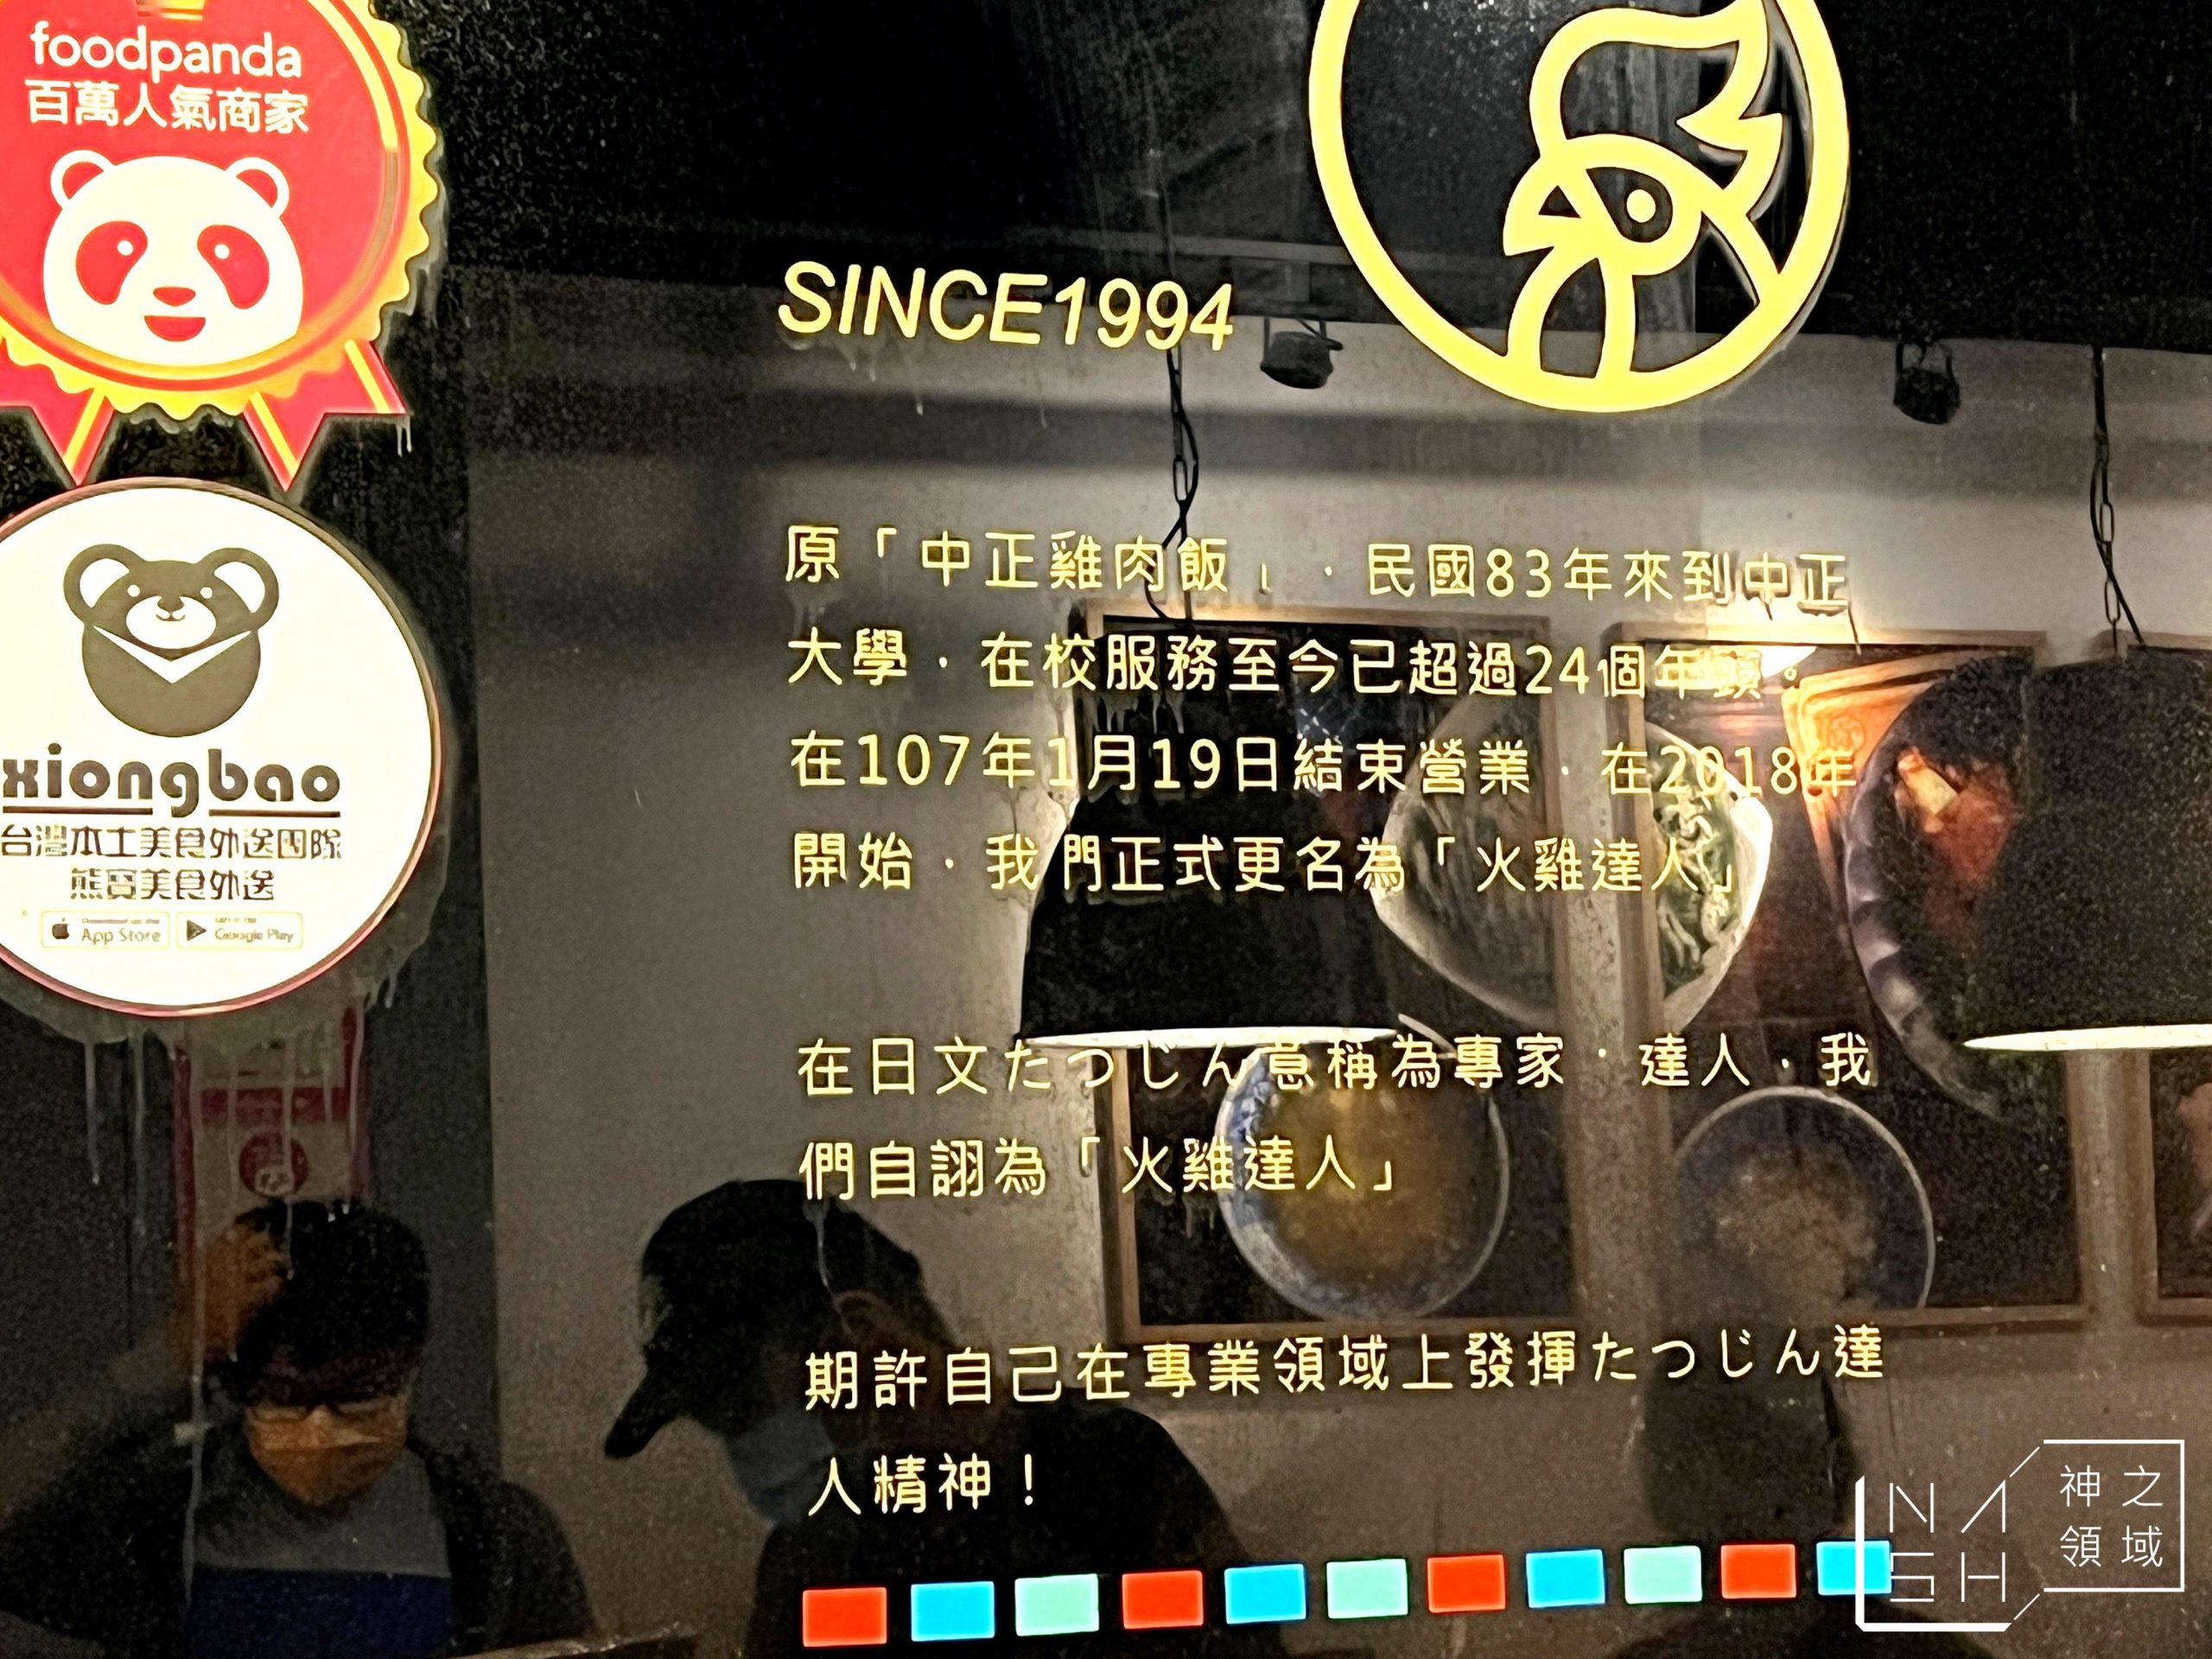 foodpanda
百萬人氣商家
SINCE1994
xiongbao
台灣本土美食外送團隊
熊寶美食外送
App Store
Google Play
原「中正雞肉飯」，民國83年來到中正
大學，在校服務至今已超過24個年頭。
在107年1月19日結束營業，在2018年
開始，我門正式更名為「火雞達人」
在日文たつじん意稱為專家，達人，我
們自詡為「火雞達人」
期許自己在專業領域上發揮たつじん達
人精神！
NASH
神之
領域